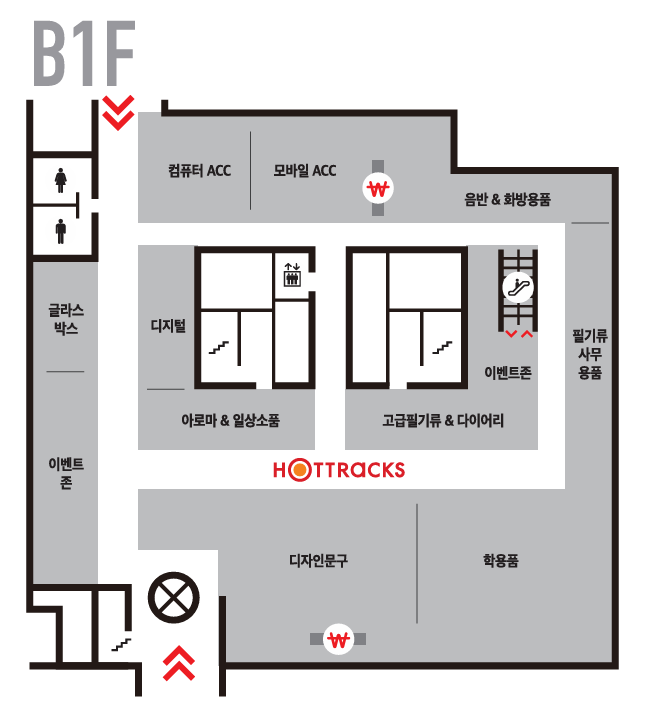 B1F
컴퓨터 ACC
모바일 ACC
₩
음반 & 화방용품
글라스
박스
디지털
필기류
사무
용품
이벤트존
아로마 & 일상소품
고급필기류 & 다이어리
이벤트
존
HOTTRACKS
디자인문구
학용품
₩